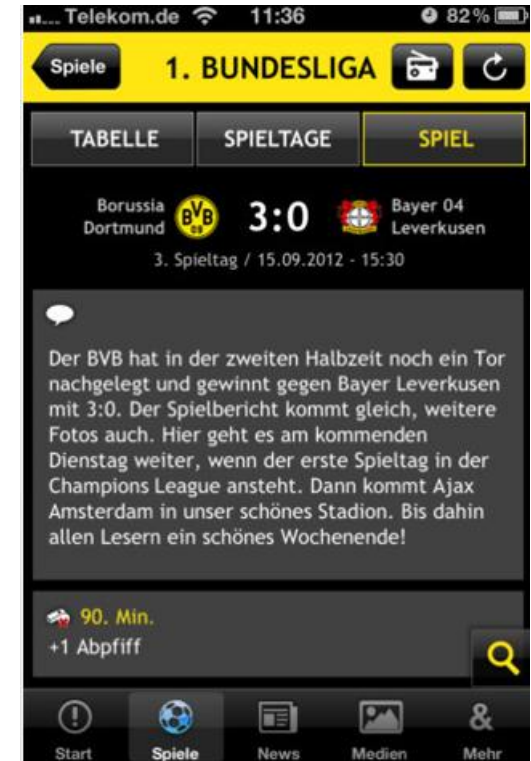 ...Telekom.de 11:36 82%
Spiele 1. BUNDESLIGA
TABELLE SPIELTAGE SPIEL
Borussia Dortmund BVB 09 3:0 Bayer 04 Leverkusen
3. Spieltag / 15.09.2012 - 15:30
Der BVB hat in der zweiten Halbzeit noch ein Tor
nachgelegt und gewinnt gegen Bayer Leverkusen
mit 3:0. Der Spielbericht kommt gleich, weitere
Fotos auch. Hier geht es am kommenden
Dienstag weiter, wenn der erste Spieltag in der
Champions League ansteht. Dann kommt Ajax
Amsterdam in unser schönes Stadion. Bis dahin
allen Lesern ein schönes Wochenende!
90. Min.
+1 Abpfiff
Start Spiele News Medien & Mehr